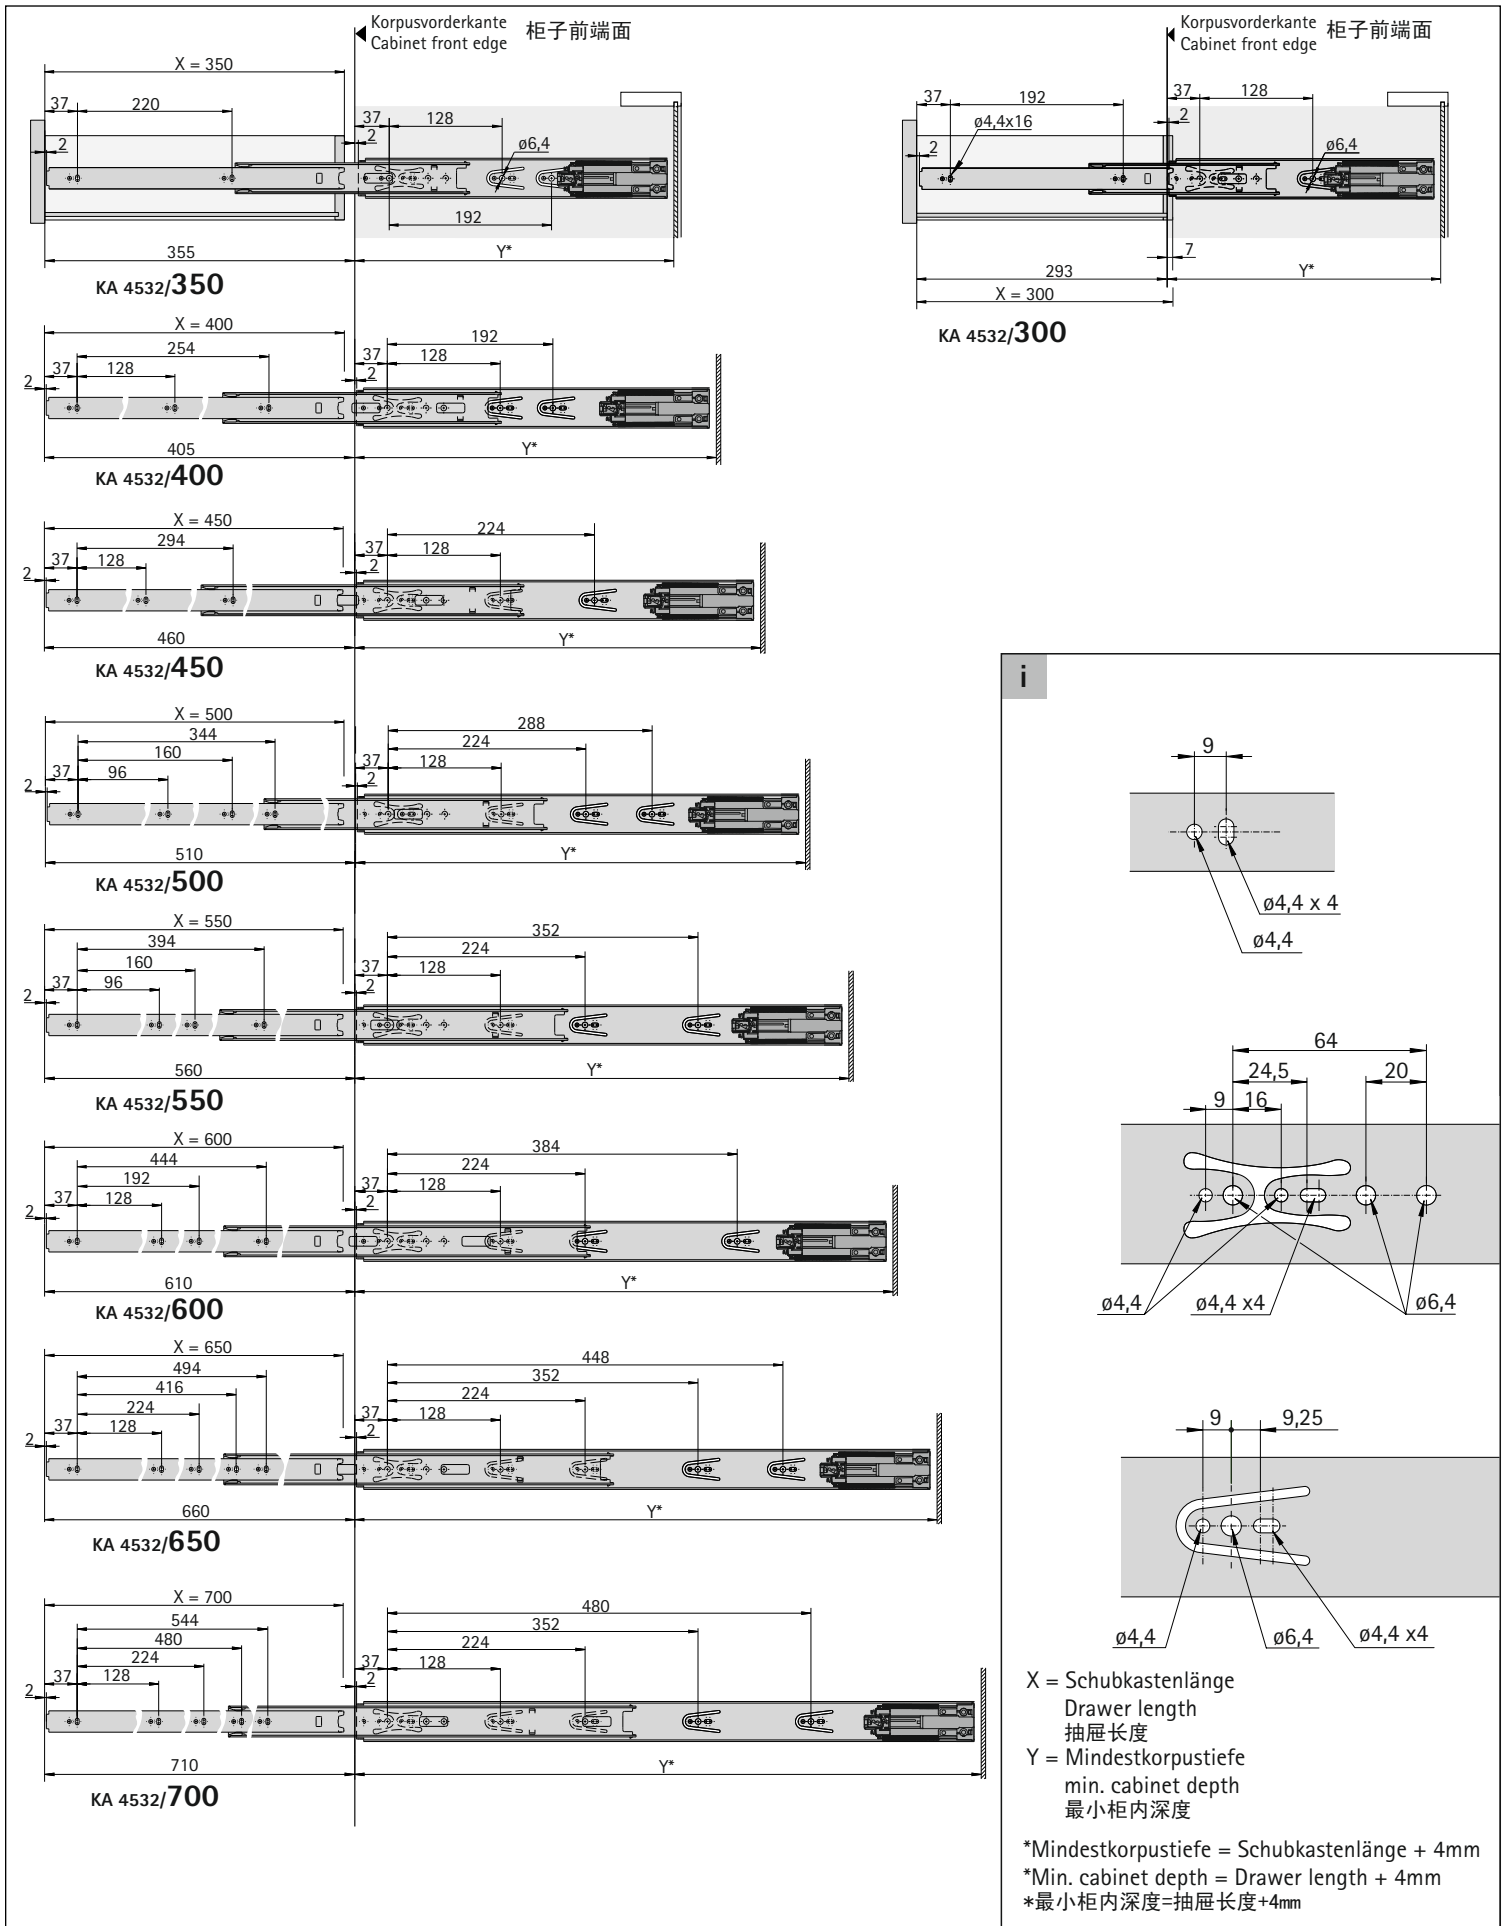 Korpusvorderkante
Cabinet front edge
柜子前端面
X = 350
37
220
37
128
2
2
ø6,4
192
355
Y*
KA 4532/350
Korpusvorderkante
Cabinet front edge
柜子前端面
37
192
37
128
ø4,4x16
2
2
ø6,4
7
293
Y*
X = 300
KA 4532/300
X = 400
192
254
37
128
37
128
2
2
405
Y*
KA 4532/400
X = 450
224
294
37
128
37
128
2
2
460
Y*
KA 4532/450
X = 500
288
344
224
160
37
128
37
96
2
2
510
Y*
KA 4532/500
X = 550
352
394
224
160
37
128
37
96
2
2
560
Y*
KA 4532/550
X = 600
384
444
224
192
37
128
37
128
2
2
610
Y*
KA 4532/600
X = 650
448
494
352
416
224
224
37
128
37
128
2
2
660
Y*
KA 4532/650
X = 700
480
544
352
480
224
224
37
128
37
128
2
2
710
Y*
KA 4532/700
i
9
ø4,4 x 4
ø4,4
64
24,5
20
9
16
ø4,4
ø4,4 x4
ø6,4
9
9,25
ø4,4
ø6,4
ø4,4 x4
X = Schubkastenlänge
Drawer length
抽屉长度
Y = Mindestkorpustiefe
min. cabinet depth
最小柜内深度
*Mindestkorpustiefe = Schubkastenlänge + 4mm
*Min. cabinet depth = Drawer length + 4mm
*最小柜内深度=抽屉长度+4mm